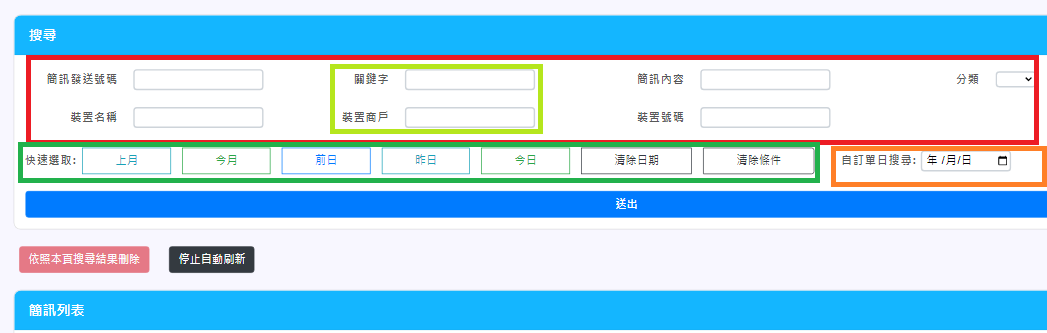 搜尋
簡訊發送號碼 關鍵字 簡訊內容 分類
裝置名稱 裝置商戶 裝置號碼
快速選取: 上月 今月 前日 昨日 今日 清除日期 清除條件 自訂單日搜尋: 年 /月/日
送出
依照本頁搜尋結果刪除 停止自動刷新
簡訊列表